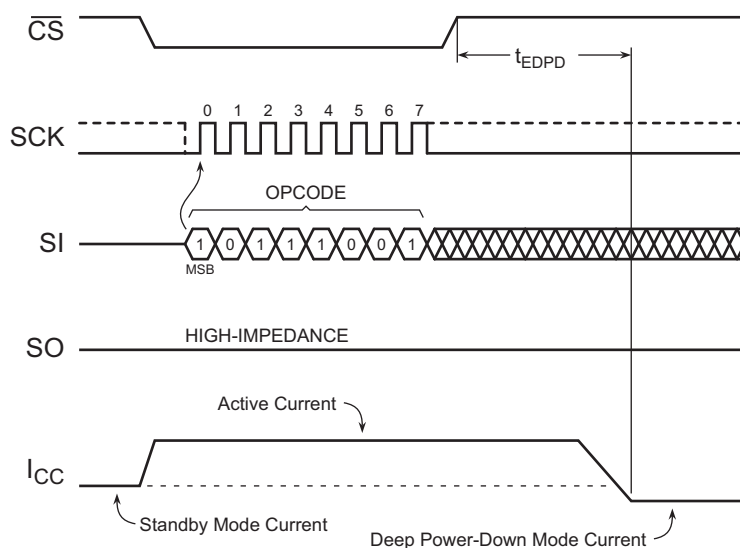 CS
tEDPD
SCK
0 1 2 3 4 5 6 7
OPCODE
SI
1 0 1 1 1 0 0 1
MSB
SO
HIGH-IMPEDANCE
Active Current
ICC
Standby Mode Current
Deep Power-Down Mode Current